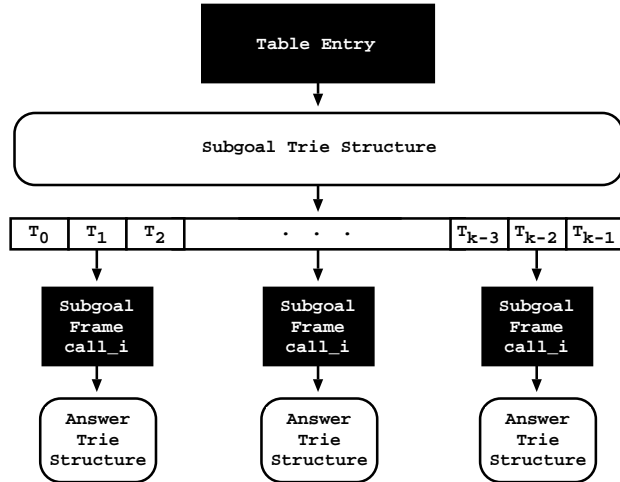 Table Entry
Subgoal Trie Structure
T0 T1 T2 . . . Tk-3 Tk-2 Tk-1
Subgoal Frame call_i
Subgoal Frame call_i
Subgoal Frame call_i
Answer Trie Structure
Answer Trie Structure
Answer Trie Structure